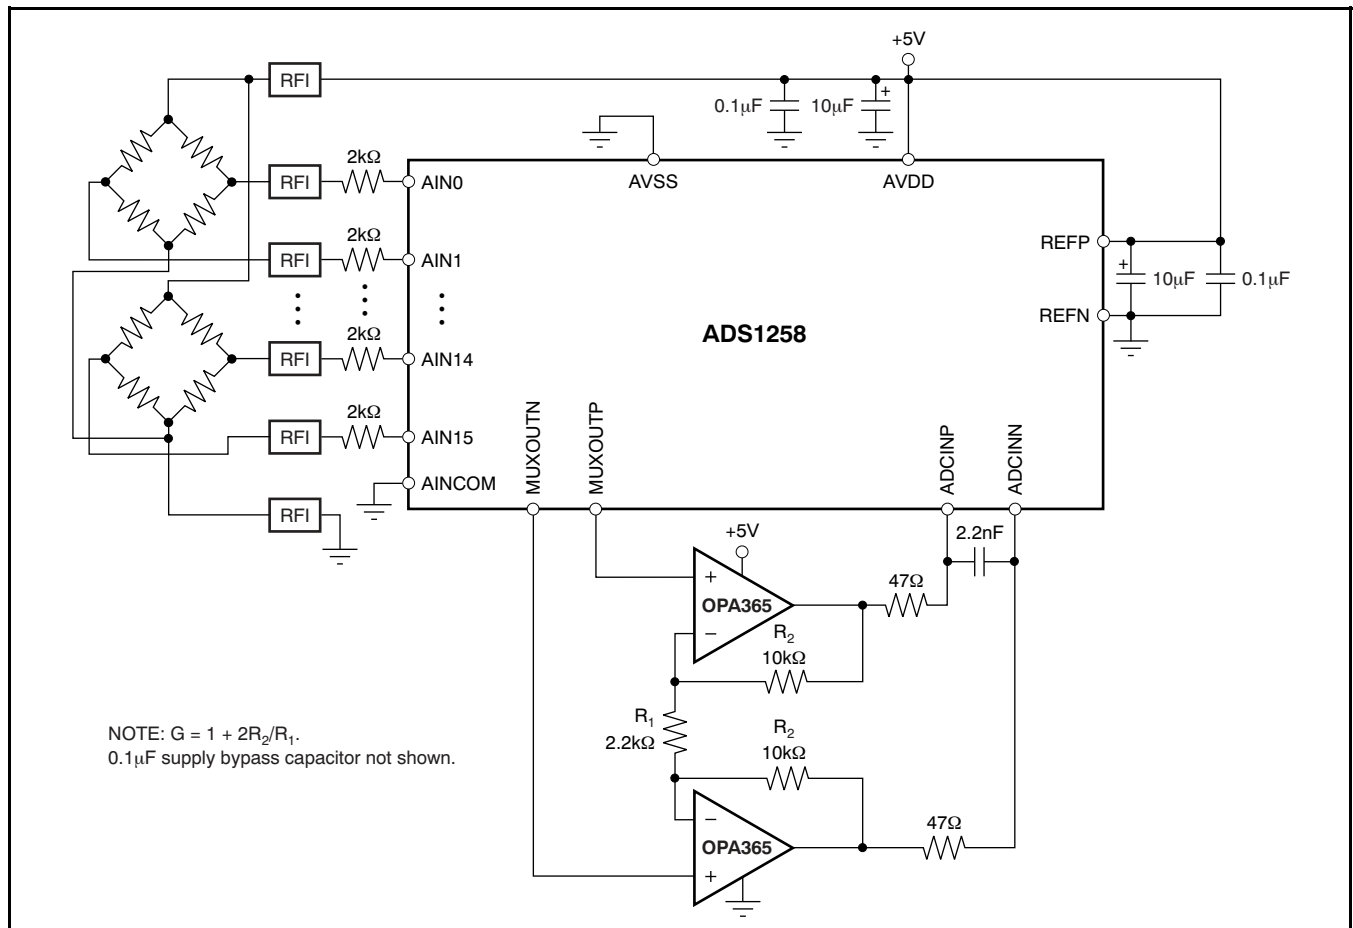 +5V
RFI
0.1μF
10μF
+
2kΩ
AVSS
AVDD
RFI
AIN0
2kΩ
RFI
AIN1
REFP
+
10μF
0.1μF
REFN
ADS1258
2kΩ
RFI
AIN14
2kΩ
RFI
AIN15
AINCOM
MUXOUTN
MUXOUTP
ADCINP
ADCINN
RFI
+5V
2.2nF
+
OPA365
−
47Ω
R2
10kΩ
R1
2.2kΩ
R2
10kΩ
NOTE: G = 1 + 2R2/R1.
0.1μF supply bypass capacitor not shown.
−
OPA365
+
47Ω